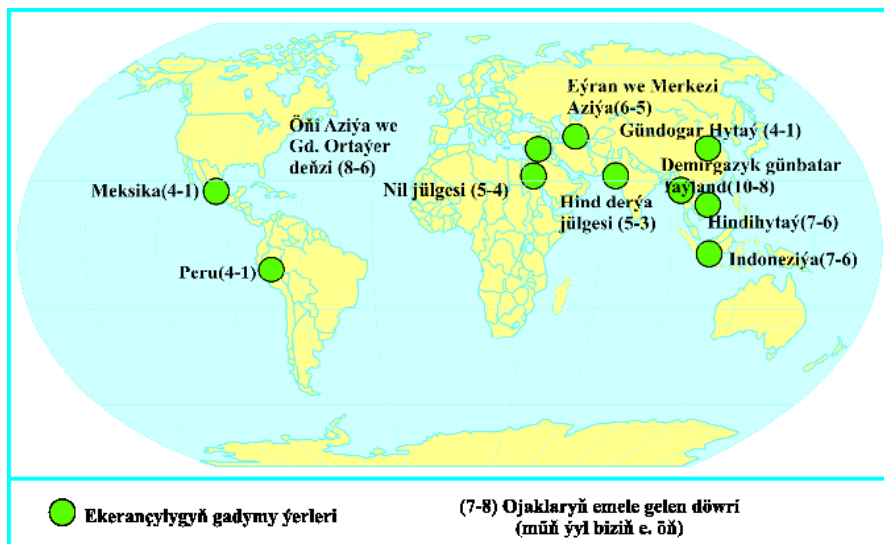 Eýran we Merkezi
Aziýa(6-5)
Öňi Aziýa we
Gd. Ortaýer
deňzi (8-6)
Gündogar Hytaý (4-1)
Demirgazyk günbatar
Taýland(10-8)
Meksika(4-1)
Nil jülgesi (5-4)
Hind derýa
jülgesi (5-3)
Hindihytaý(7-6)
Indoneziýa(7-6)
Peru(4-1)
Ekerançylygyň gadymy ýerleri
(7-8) Ojaklaryň emele gelen döwri
(müň ýyl biziň e. öň)